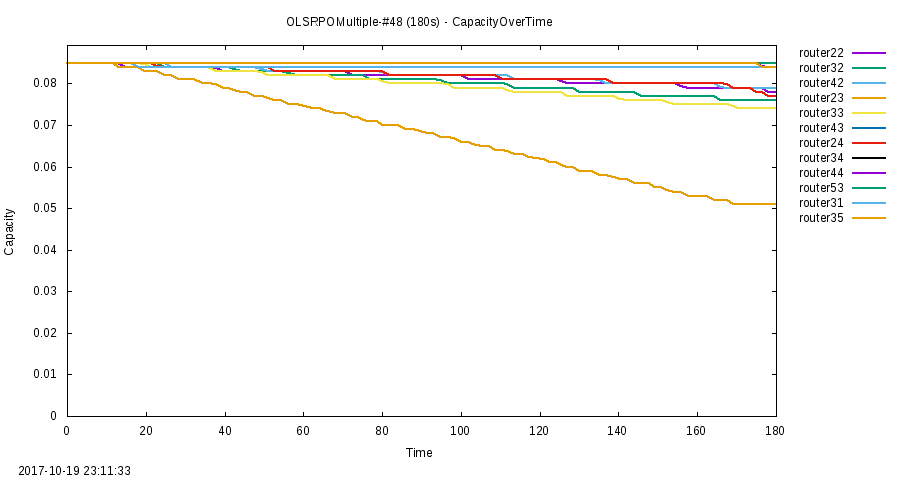 OLSRPOMultiple-#48 (180s) - CapacityOverTime
router22
router32
router42
router23
router33
router43
router24
router34
router44
router53
router31
router35
0.08
0.07
0.06
0.05
0.04
0.03
0.02
0.01
0
Capacity
0 20 40 60 80 100 120 140 160 180
Time
2017-10-19 23:11:33